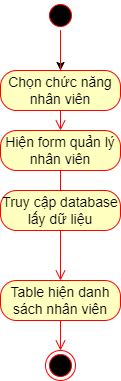 Chọn chức năng
nhân viên
Hiện form quản lý
nhân viên
Truy cập database
lấy dữ liệu
Table hiện danh
sách nhân viên